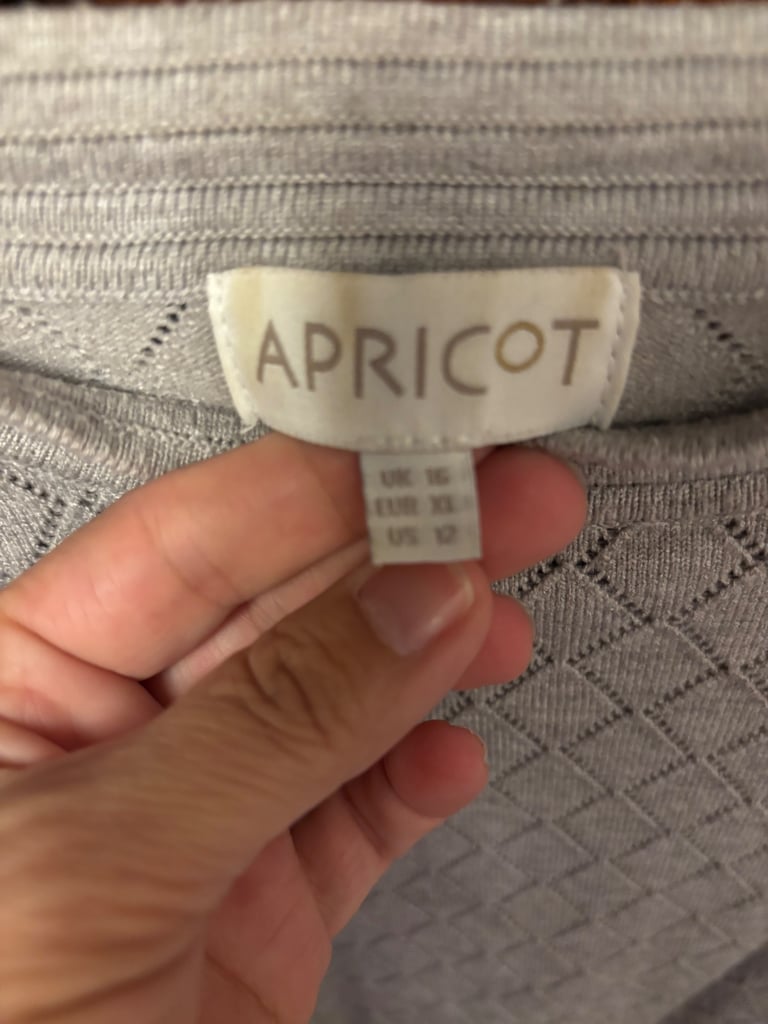 APRICOT
UK 16
EUR XL
US 12